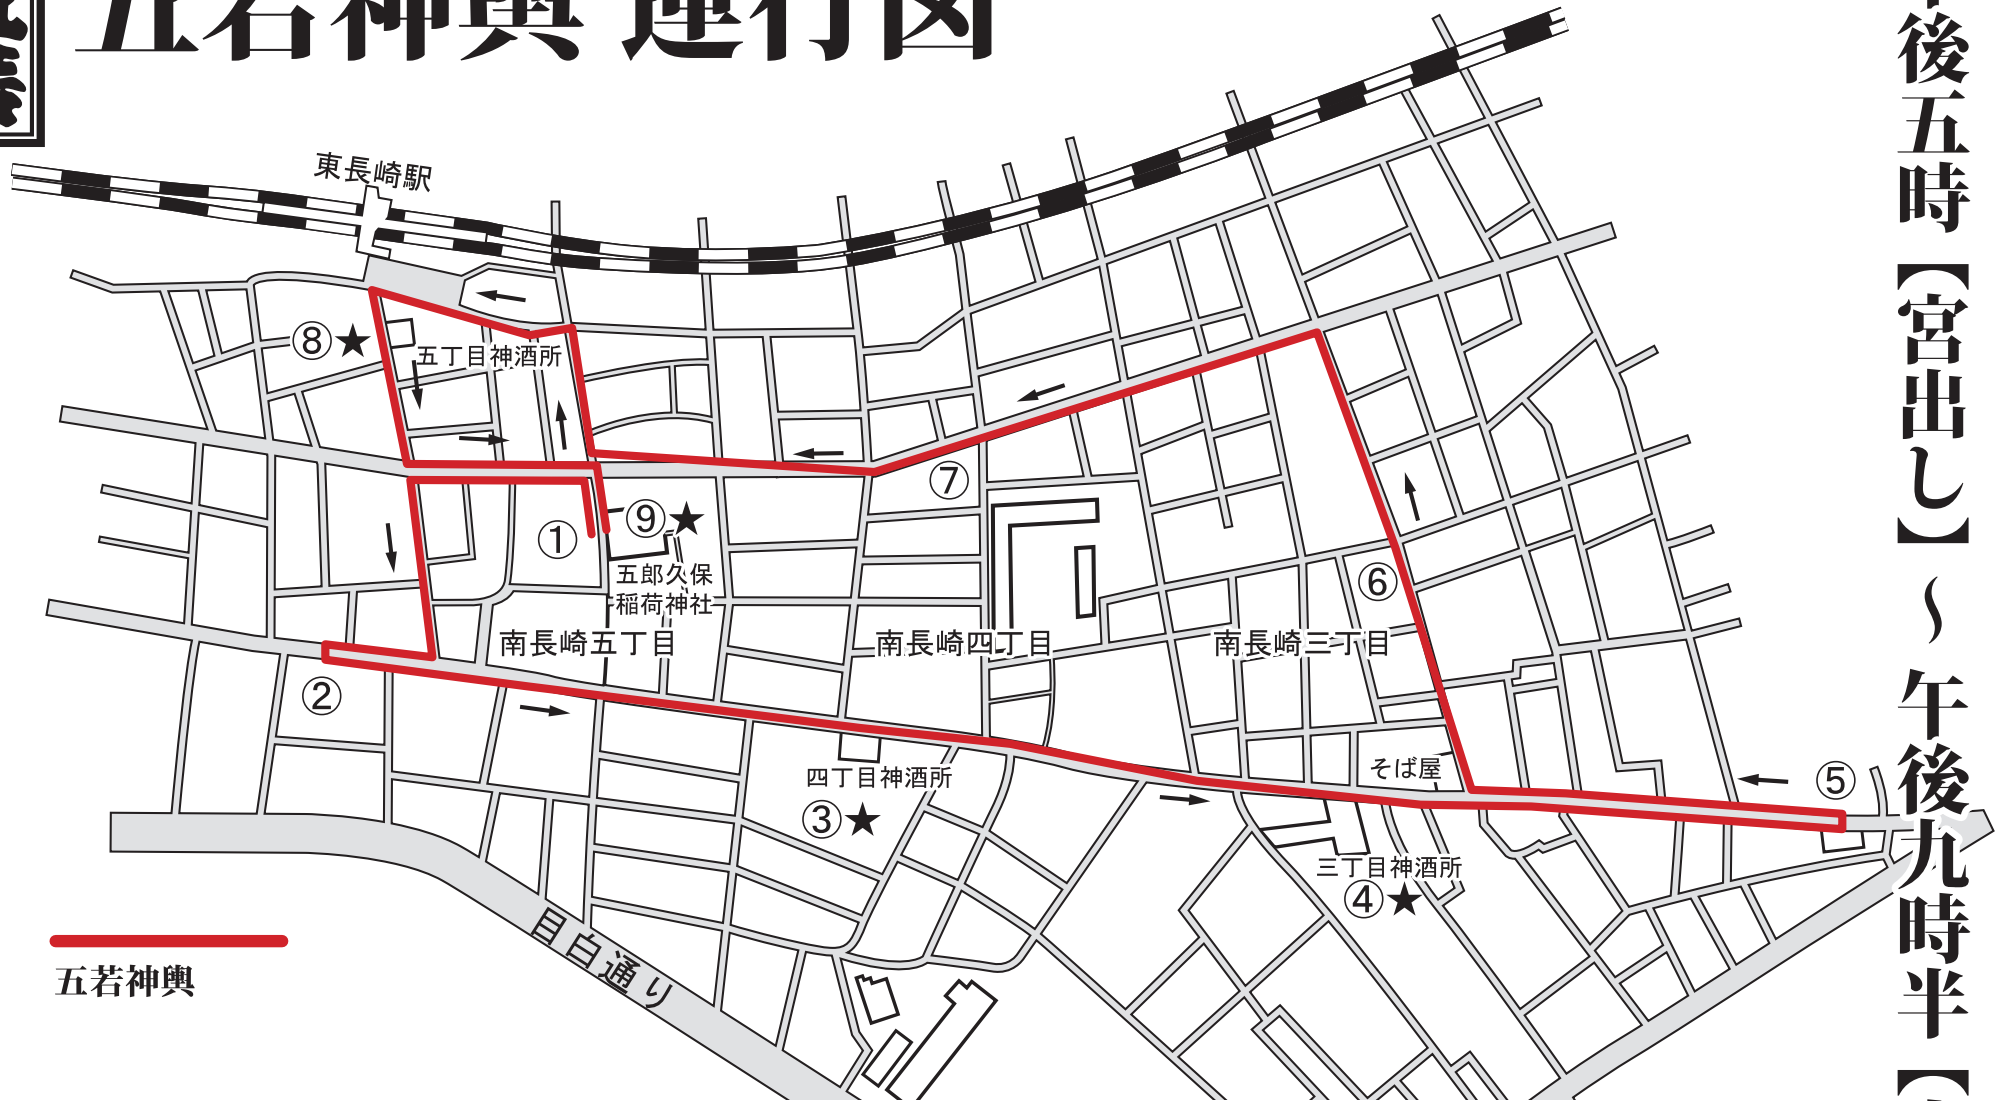 五若神輿 運行図
後五時【宮出し】〜午後九時半【
東長崎駅
⑧★
五丁目神酒所
⑦
①
⑨★
五郎久保
稲荷神社
⑥
南長崎五丁目
南長崎四丁目
南長崎三丁目
②
四丁目神酒所
③★
そば屋
⑤
三丁目神酒所
④★
目白通り
五若神輿